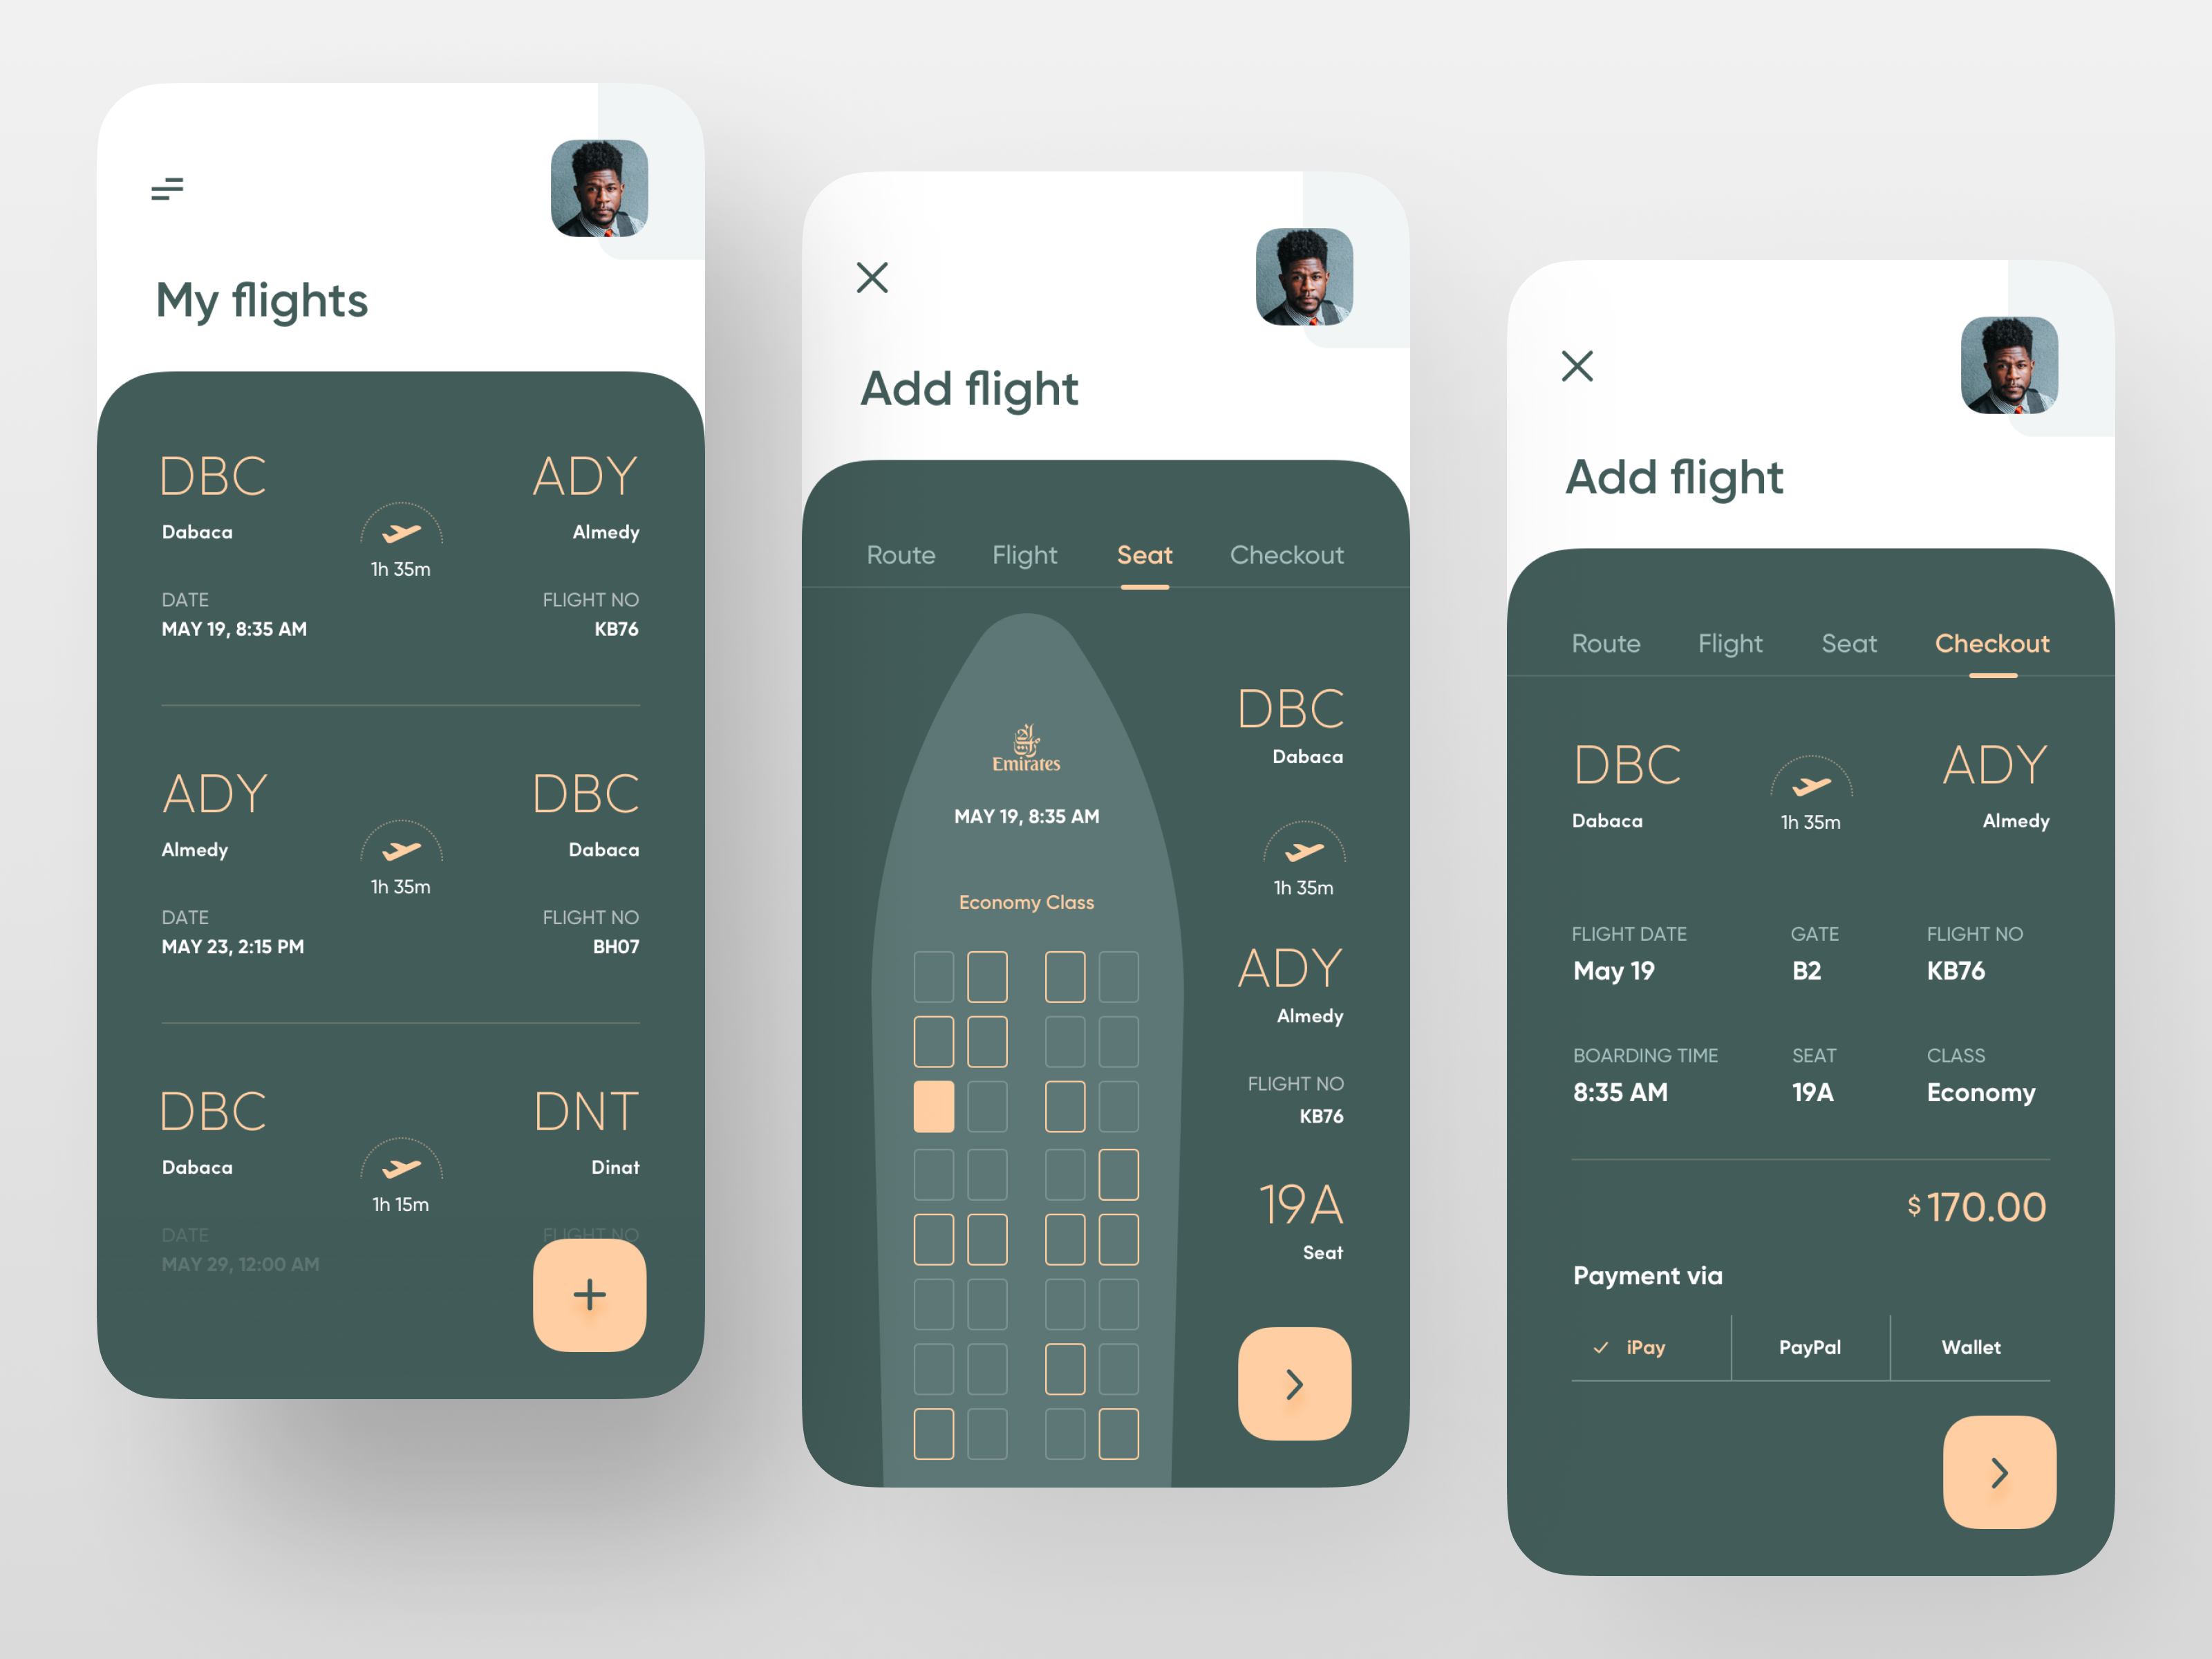 My flights
DBC ADY
Dabaca Almedy
1h 35m
DATE FLIGHT NO
MAY 19, 8:35 AM KB76
ADY DBC
Almedy Dabaca
1h 35m
DATE FLIGHT NO
MAY 23, 2:15 PM BH07
DBC DNT
Dabaca Dinat
1h 15m
DATE FLIGHT NO
MAY 29, 12:00 AM
+
Add flight
Route Flight Seat Checkout
Emirates
MAY 19, 8:35 AM
Economy Class
DBC
Dabaca
1h 35m
ADY
Almedy
FLIGHT NO
KB76
19A
Seat
Add flight
Route Flight Seat Checkout
DBC ADY
Dabaca 1h 35m Almedy
FLIGHT DATE GATE FLIGHT NO
May 19 B2 KB76
BOARDING TIME SEAT CLASS
8:35 AM 19A Economy
$170.00
Payment via
iPay PayPal Wallet